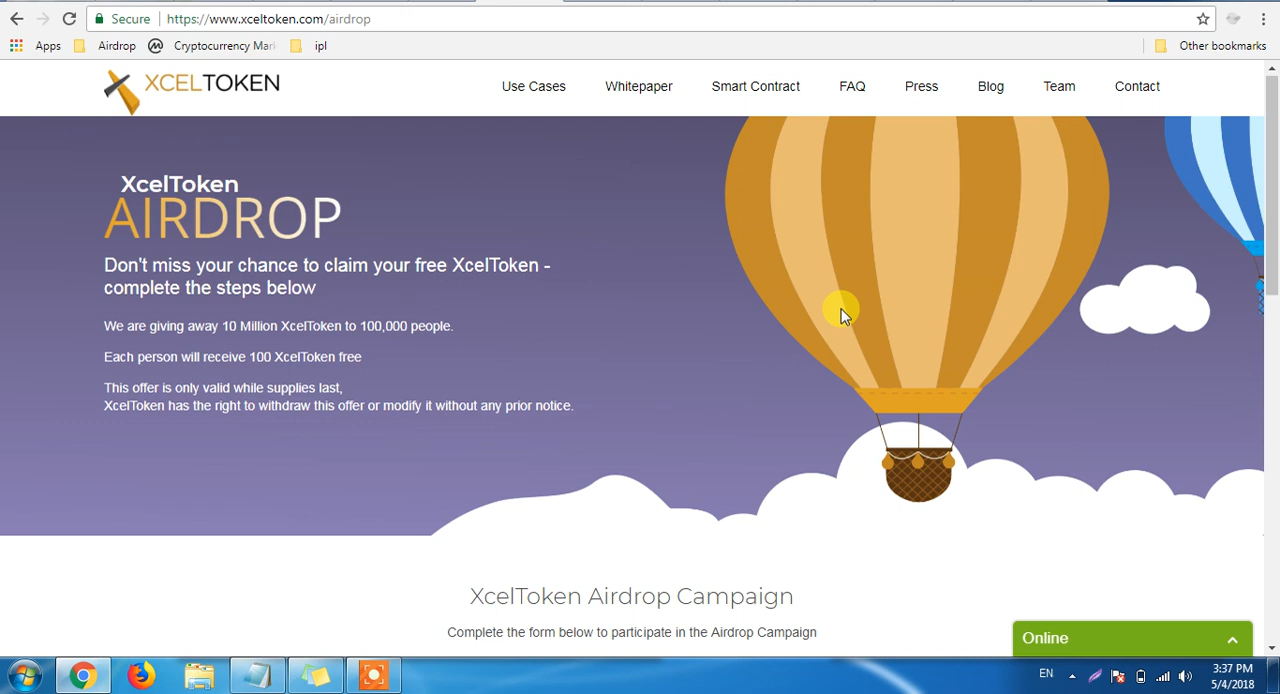 Secure https://www.xceltoken.com/airdrop
Apps Airdrop Cryptocurrency Mar ipl Other bookmarks
XCELTOKEN
Use Cases Whitepaper Smart Contract FAQ Press Blog Team Contact
XcelToken
AIRDROP
Don't miss your chance to claim your free XcelToken -
complete the steps below
We are giving away 10 Million XcelToken to 100,000 people.
Each person will receive 100 XcelToken free
This offer is only valid while supplies last,
XcelToken has the right to withdraw this offer or modify it without any prior notice.
XcelToken Airdrop Campaign
Complete the form below to participate in the Airdrop Campaign
Online
EN
3:37 PM
5/4/2018